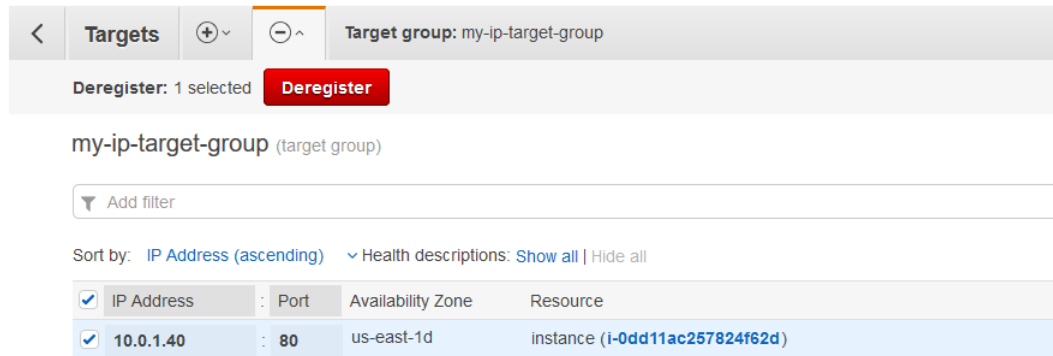 Targets Target group: my-ip-target-group
Deregister: 1 selected Deregister
my-ip-target-group (target group)
Add filter
Sort by: IP Address (ascending) Health descriptions: Show all | Hide all
IP Address : Port Availability Zone Resource
10.0.1.40 : 80 us-east-1d instance (i-0dd11ac257824f62d)